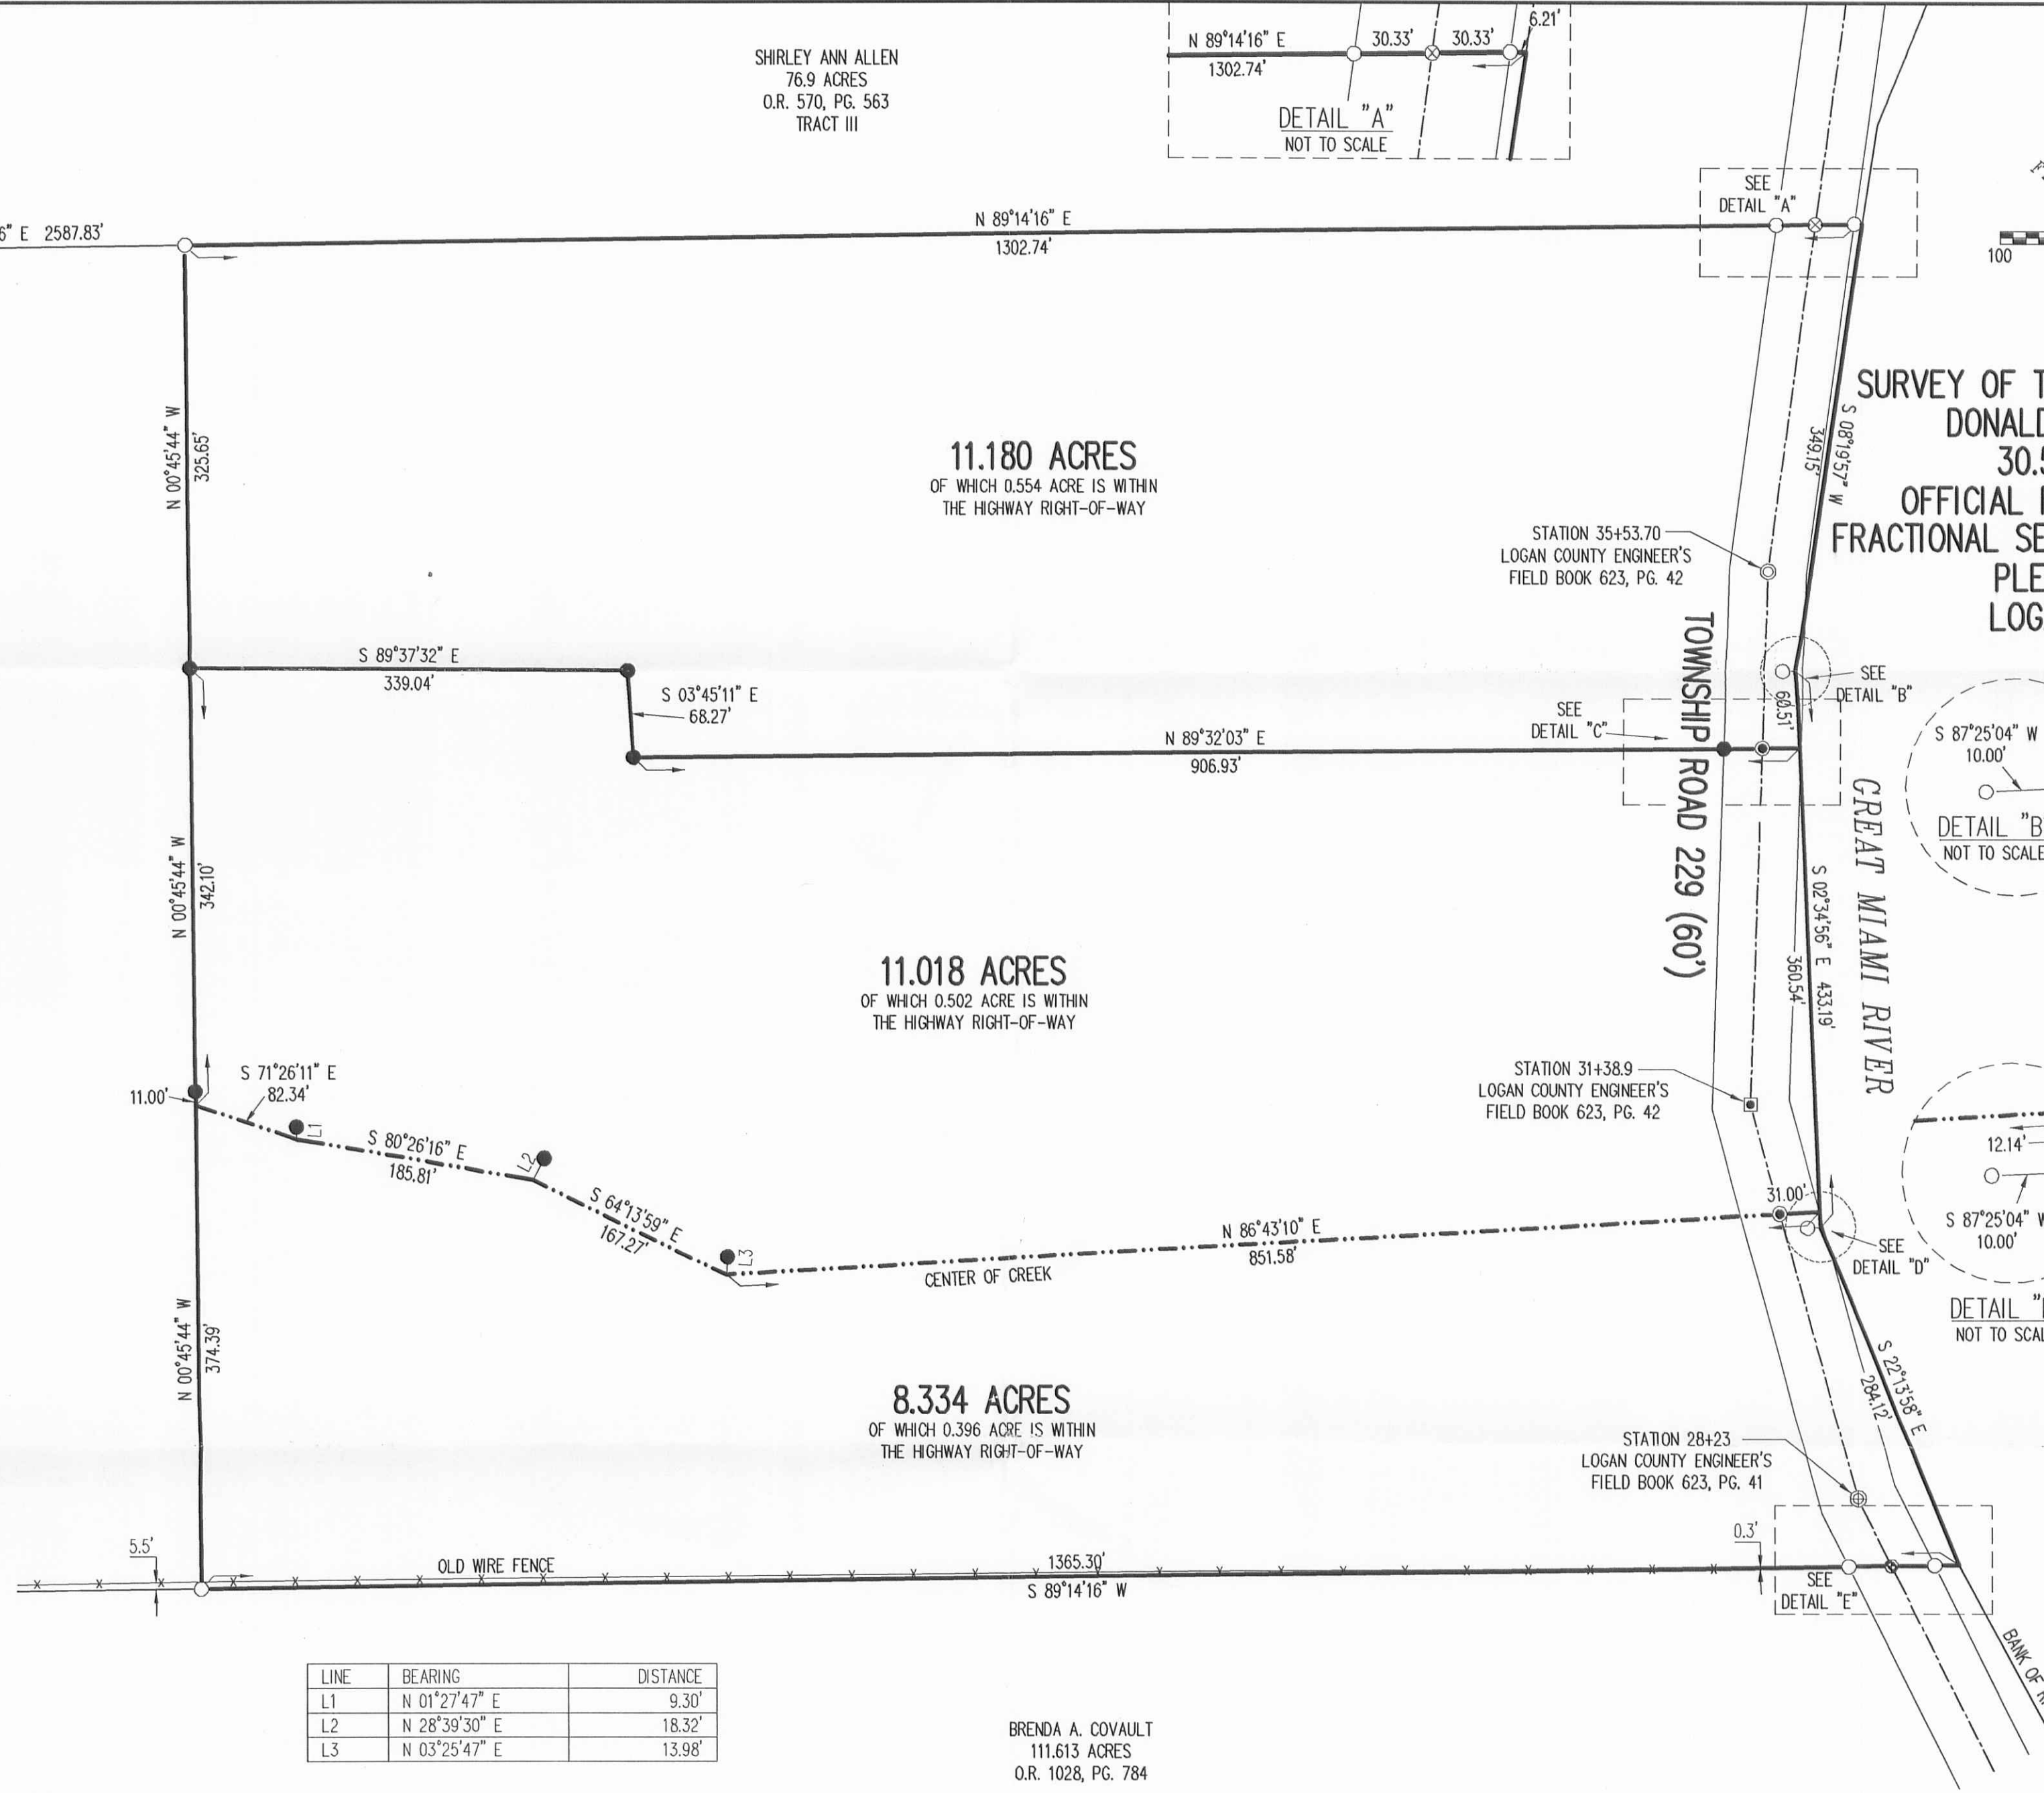 SHIRLEY ANN ALLEN
76.9 ACRES
O.R. 570, PG. 563
TRACT III
N 89°14'16" E
1302.74'
30.33'
30.33'
6.21'
DETAIL "A"
NOT TO SCALE
SEE
DETAIL "A"
6" E 2587.83'
N 89°14'16" E
1302.74'
100
N 00°45'44" W
325.65'
11.180 ACRES
OF WHICH 0.554 ACRE IS WITHIN
THE HIGHWAY RIGHT-OF-WAY
S 08°19'57" W
349.15'
SURVEY OF T
DONALD
30.5
OFFICIAL
FRACTIONAL SE
PLE
LOG
STATION 35+53.70
LOGAN COUNTY ENGINEER'S
FIELD BOOK 623, PG. 42
S 89°37'32" E
339.04'
S 03°45'11" E
68.27'
TOWNSHIP ROAD 229 (60')
SEE
DETAIL "B"
60.51'
SEE
DETAIL "C"
N 89°32'03" E
906.93'
S 87°25'04" W
10.00'
DETAIL "B
NOT TO SCALE
GREAT MIAMI RIVER
N 00°45'44" W
342.10'
11.018 ACRES
OF WHICH 0.502 ACRE IS WITHIN
THE HIGHWAY RIGHT-OF-WAY
S 02°34'56" E 433.19'
360.54'
STATION 31+38.9
LOGAN COUNTY ENGINEER'S
FIELD BOOK 623, PG. 42
11.00'
S 71°26'11" E
82.34'
L1
S 80°26'16" E
185.81'
L2
S 64°13'59" E
167.27'
L3
N 86°43'10" E
851.58'
CENTER OF CREEK
31.00'
SEE
DETAIL "D"
12.14'
S 87°25'04" W
10.00'
DETAIL "
NOT TO SCAL
N 00°45'44" W
374.39'
8.334 ACRES
OF WHICH 0.396 ACRE IS WITHIN
THE HIGHWAY RIGHT-OF-WAY
S 22°13'58" E
284.12'
STATION 28+23
LOGAN COUNTY ENGINEER'S
FIELD BOOK 623, PG. 41
5.5'
OLD WIRE FENCE
1365.30'
S 89°14'16" W
0.3'
SEE
DETAIL "E"
BANK OF
LINE BEARING DISTANCE
L1 N 01°27'47" E 9.30'
L2 N 28°39'30" E 18.32'
L3 N 03°25'47" E 13.98'
BRENDA A. COVAULT
111.613 ACRES
O.R. 1028, PG. 784